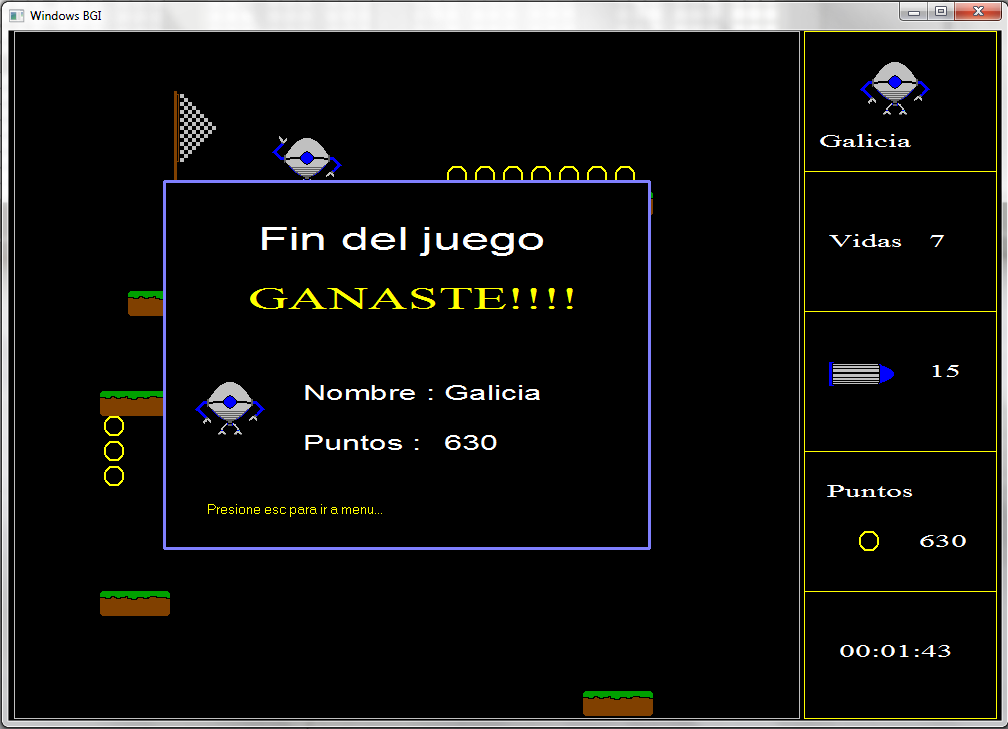 Windows BGI
Galicia
Vidas 7
15
Puntos
630
00:01:43
Fin del juego
GANASTE!!!!
Nombre : Galicia
Puntos : 630
Presione esc para ir a menu...